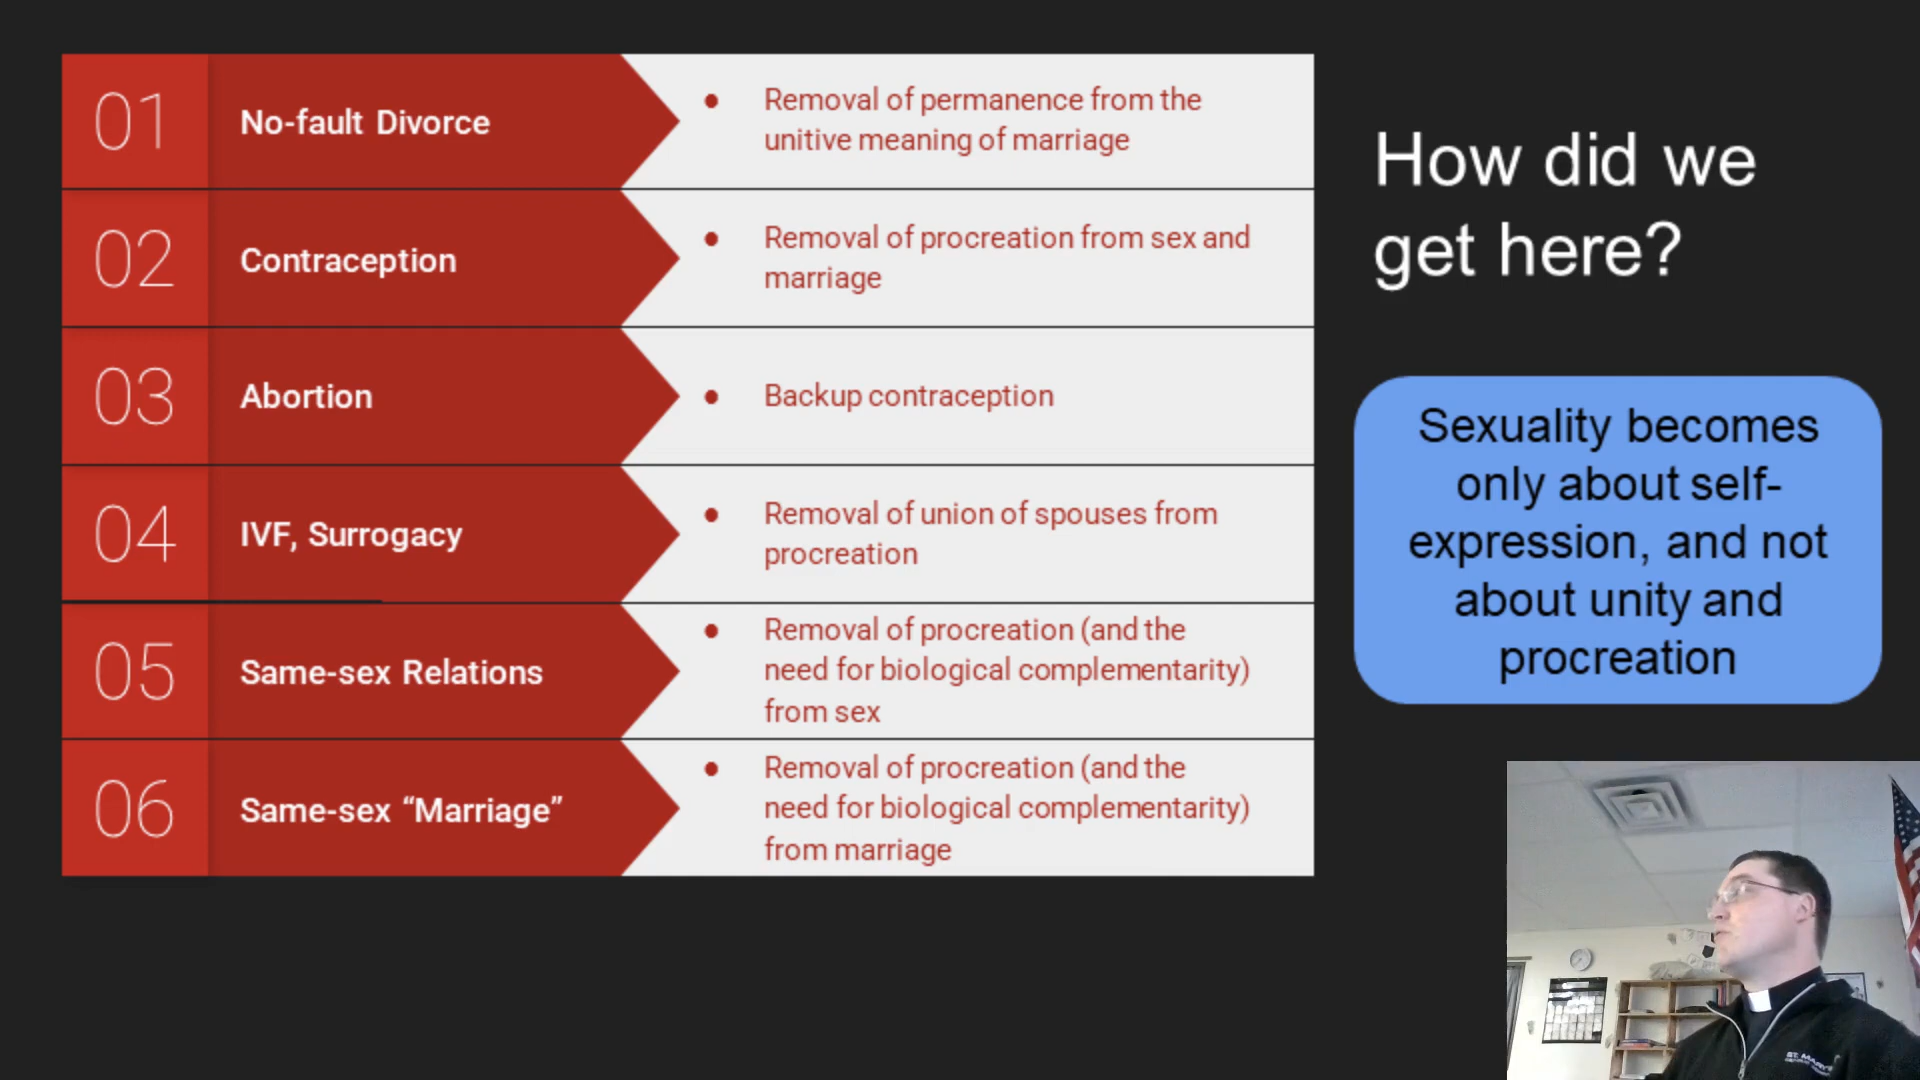 01 No-fault Divorce
● Removal of permanence from the
unitive meaning of marriage
02 Contraception
● Removal of procreation from sex and
marriage
03 Abortion
● Backup contraception
04 IVF, Surrogacy
● Removal of union of spouses from
procreation
05 Same-sex Relations
● Removal of procreation (and the
need for biological complementarity)
from sex
06 Same-sex “Marriage”
● Removal of procreation (and the
need for biological complementarity)
from marriage
How did we
get here?
Sexuality becomes
only about self-
expression, and not
about unity and
procreation